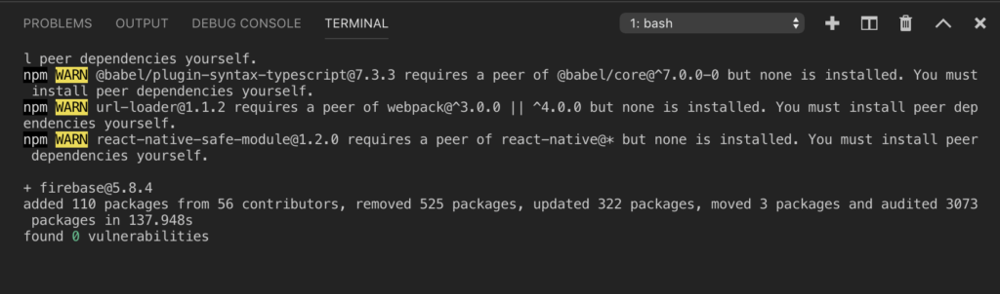 PROBLEMS OUTPUT DEBUG CONSOLE TERMINAL 1: bash
l peer dependencies yourself.
npm WARN @babel/plugin-syntax-typescript@7.3.3 requires a peer of @babel/core@^7.0.0-0 but none is installed. You must
install peer dependencies yourself.
npm WARN url-loader@1.1.2 requires a peer of webpack@^3.0.0 || ^4.0.0 but none is installed. You must install peer dep
endencies yourself.
npm WARN react-native-safe-module@1.2.0 requires a peer of react-native@* but none is installed. You must install peer
dependencies yourself.
+ firebase@5.8.4
added 110 packages from 56 contributors, removed 525 packages, updated 322 packages, moved 3 packages and audited 3073
packages in 137.948s
found 0 vulnerabilities